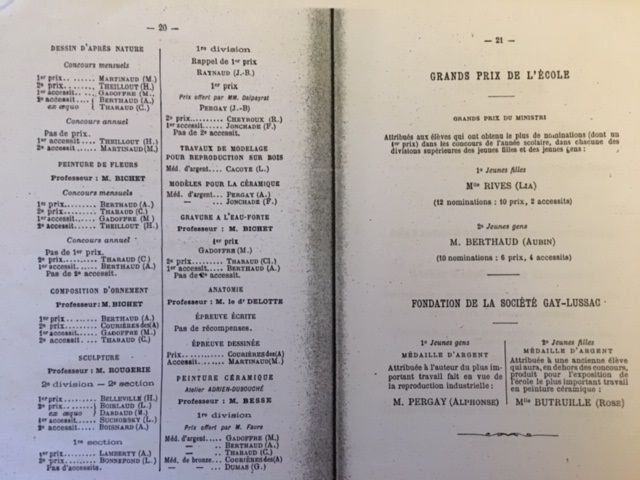 — 20 —
DESSIN D'APRÈS NATURE
Concours mensuels
1er prix....... MARTINAUD (M.)
2e prix........ THEILLOUT (H.)
1er accessit... GADOFFRE (M.)
2e accessit... { BERTHAUD (A.)
ex æquo { THARAUD (C.)
Concours annuel
Pas de prix.
1er accessit..... THEILLOUT (H.)
2e accessit...... MARTINAUD(M.)
PEINTURE DE FLEURS
Professeur : M. BICHET
Concours mensuels
1er prix......... BERTHAUD (A.)
2e prix.......... THARAUD (C.)
1er accessit..... GADOFFRE (M.)
2e accessit...... THEILLOUT (H.)
Concours annuel
Pas de 1er prix.
2e prix.......... THARAUD (C.)
1er accessit..... BERTHAUD (A.)
Pas de 2e accessit.
COMPOSITION D'ORNEMENT
Professeur: M. BICHET
1er prix......... BERTHAUD (A.)
2e prix.......... COURIÈRES des(A)
1er accessit..... GADOFFRE (M.)
2e accessit...... THARAUD (C.)
SCULPTURE
Professeur : M. ROUGERIE
2e division — 2e section
1er prix......... BELLEVILLE (H.)
2e prix { BOIRLAUD (L.)
ex æquo { DARDAUD (M.)
1er accessit..... SUCHORSKY (L.)
2e accessit...... BOISNARD (A.)
1re section
1er prix......... LAMBERTY (A.)
2e prix.......... BONNEFOND (L.)
Pas d'accessits.
1re division
Rappel de 1er prix
RAYNAUD (J.-B.)
1er prix
Prix offert par MM. Dalpayrat
PERGAY (J.-B)
2e prix.......... CHEYROUX (R.)
1er accessit..... JONCHADE (F.)
Pas de 2e accessit.
TRAVAUX DE MODELAGE
POUR REPRODUCTION SUR BOIS
Méd. d'argent.... CACOYE (L.)
MODÈLES POUR LA CÉRAMIQUE
Méd. d'argent.... PERGAY (A.)
— .... JONCHADE (F.)
GRAVURE A L'EAU-FORTE
Professeur : M. BICHET
1er prix
GADOFFRE (M.)
2e prix.......... THARAUD (Cl.)
1er accessit..... BERTHAUD (A.)
Pas de 2e accessit.
ANATOMIE
Professeur : M. le dr DELOTTE
ÉPREUVE ÉCRITE
Pas de récompenses.
ÉPREUVE DESSINÉE
Prix............. COURIÈRES des(A)
Accessit......... MARTINAUD(M.)
PEINTURE CÉRAMIQUE
Atelier ADRIEN-DUBOUCHÉ
Professeur : M. BESSE
1re division
Prix offert par M. Faure
Méd. d'argent.... GADOFFRE (M.)
— — ... BERTHAUD (A.)
— — ... THARAUD (C.)
Méd. de bronze... COURIÈRES des(A)
— — ... DUMAS (G.)
— 21 —
GRANDS PRIX DE L'ÉCOLE
GRANDS PRIX DU MINISTRE
Attribués aux élèves qui ont obtenu le plus de nominations (dont un
1er prix) dans les concours de l'année scolaire, dans chacune des
divisions supérieures des jeunes filles et des jeunes gens :
1o Jeunes filles
Mlle RIVES (LIA)
(12 nominations : 10 prix, 2 accessits)
2o Jeunes gens
M. BERTHAUD (AUBIN)
(10 nominations : 6 prix, 4 accessits)
FONDATION DE LA SOCIÉTÉ GAY-LUSSAC
1o Jeunes gens
MÉDAILLE D'ARGENT
Attribuée à l'auteur du plus im-
portant travail fait en vue de
la reproduction industrielle :
M. PERGAY (ALPHONSE)
2o Jeunes filles
MÉDAILLE D'ARGENT
Attribuée à une ancienne élève
qui aura, en dehors des concours,
produit pour l'exposition de
l'école le plus important travail
en peinture céramique :
Mlle BUTRUILLE (ROSE)